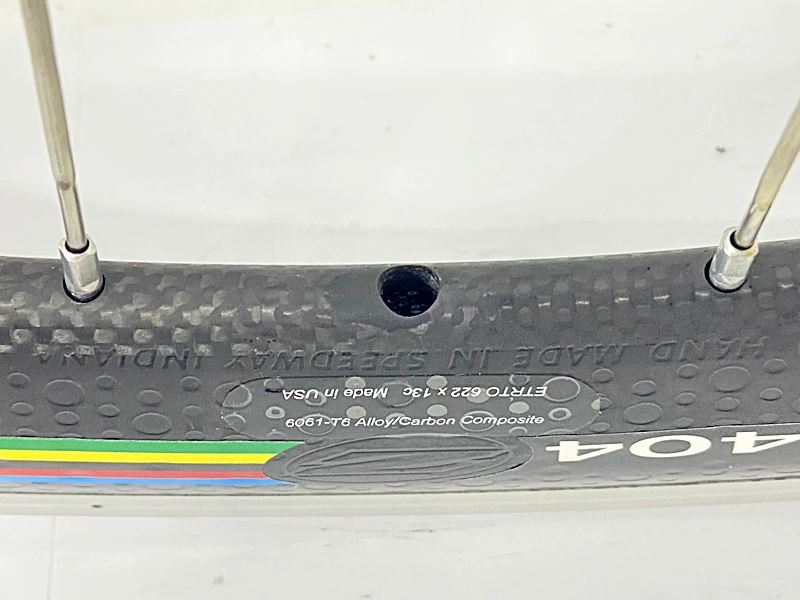 HAND MADE IN SPEEDWAY INDIANA
ETRTO 622 x 13c Made in USA
6061-T6 Alloy/Carbon Composite
404